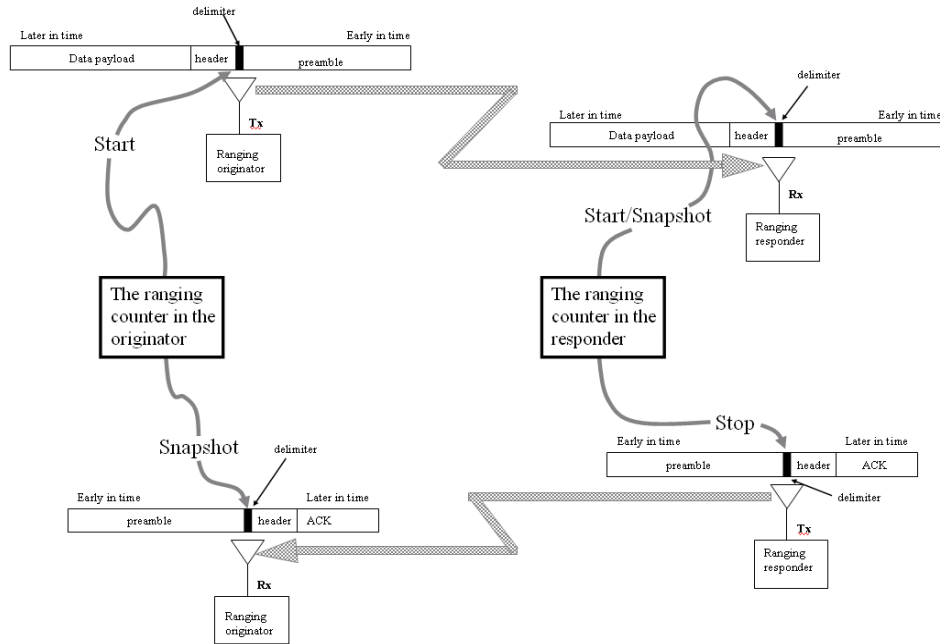 delimiter
Later in time
Early in time
Data payload
header
preamble
Tx
Ranging
originator
Start
delimiter
Later in time
Early in time
Data payload
header
preamble
Rx
Ranging
responder
Start/Snapshot
The ranging
counter in the
originator
The ranging
counter in the
responder
Snapshot
Stop
delimiter
Early in time
Later in time
preamble
header
ACK
Rx
Ranging
originator
Early in time
Later in time
preamble
header
ACK
delimiter
Tx
Ranging
responder